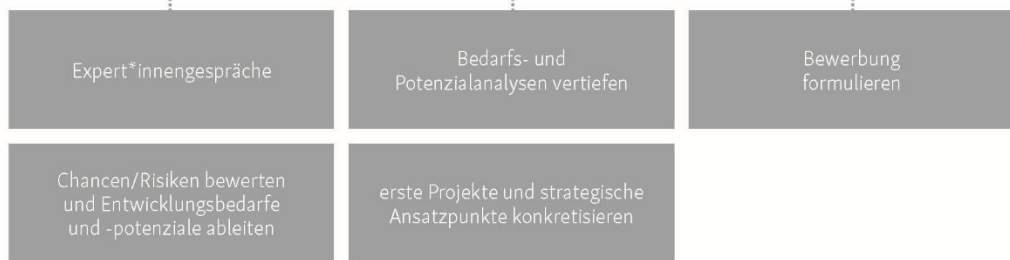 Expert*innengespräche
Bedarfs- und
Potenzialanalysen vertiefen
Bewerbung
formulieren
Chancen/Risiken bewerten
und Entwicklungsbedarfe
und -potenziale ableiten
erste Projekte und strategische
Ansatzpunkte konkretisieren